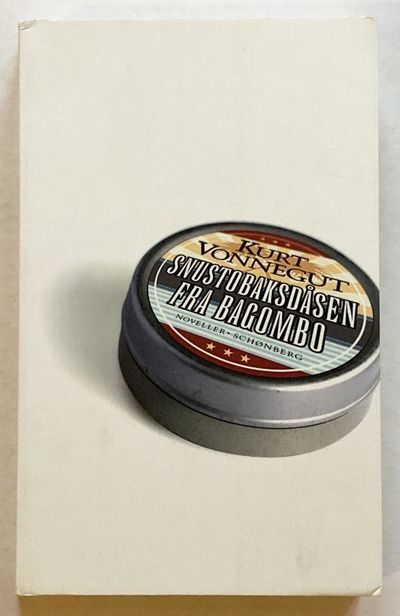 KURT
VONNEGUT
SNUSTOBAKSDÅSEN
FRA BAGOMBO
NOVELLER • SCHØNBERG